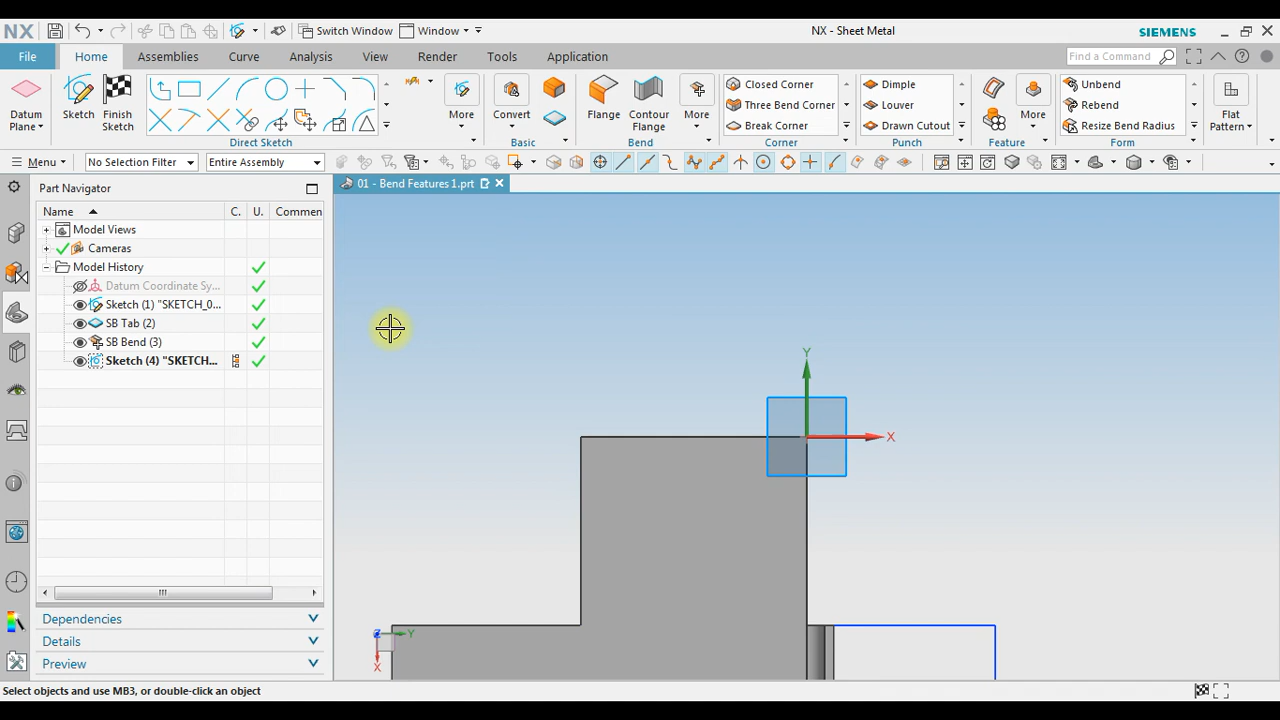 NX
Switch Window
Window
NX - Sheet Metal
SIEMENS
File
Home
Assemblies
Curve
Analysis
View
Render
Tools
Application
Find a Command
Datum Plane
Sketch
Finish Sketch
More
Convert
Flange
Contour Flange
More
Closed Corner
Three Bend Corner
Break Corner
Dimple
Louver
Drawn Cutout
More
Unbend
Rebend
Resize Bend Radius
Flat Pattern
Direct Sketch
Basic
Bend
Corner
Punch
Feature
Form
Menu
No Selection Filter
Entire Assembly
Part Navigator
01 - Bend Features 1.prt
Name
C.
U.
Commen
Model Views
Cameras
Model History
Datum Coordinate Sy...
Sketch (1) "SKETCH_0...
SB Tab (2)
SB Bend (3)
Sketch (4) "SKETCH...
Y
X
Y
X
Dependencies
Details
Preview
Select objects and use MB3, or double-click an object